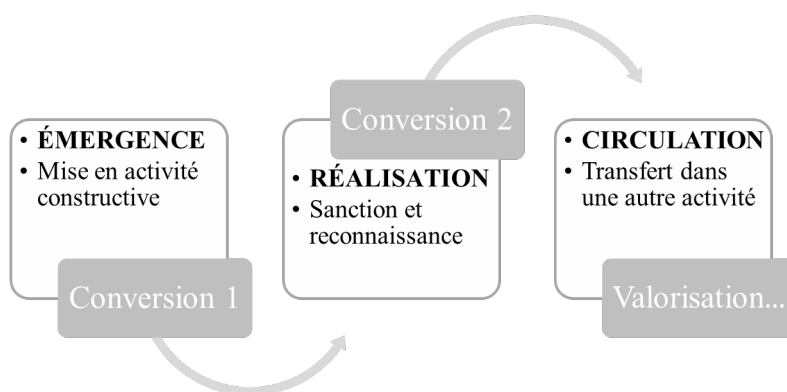 • ÉMERGENCE
• Mise en activité
constructive
Conversion 1
Conversion 2
• RÉALISATION
• Sanction et
reconnaissance
• CIRCULATION
• Transfert dans
une autre activité
Valorisation...